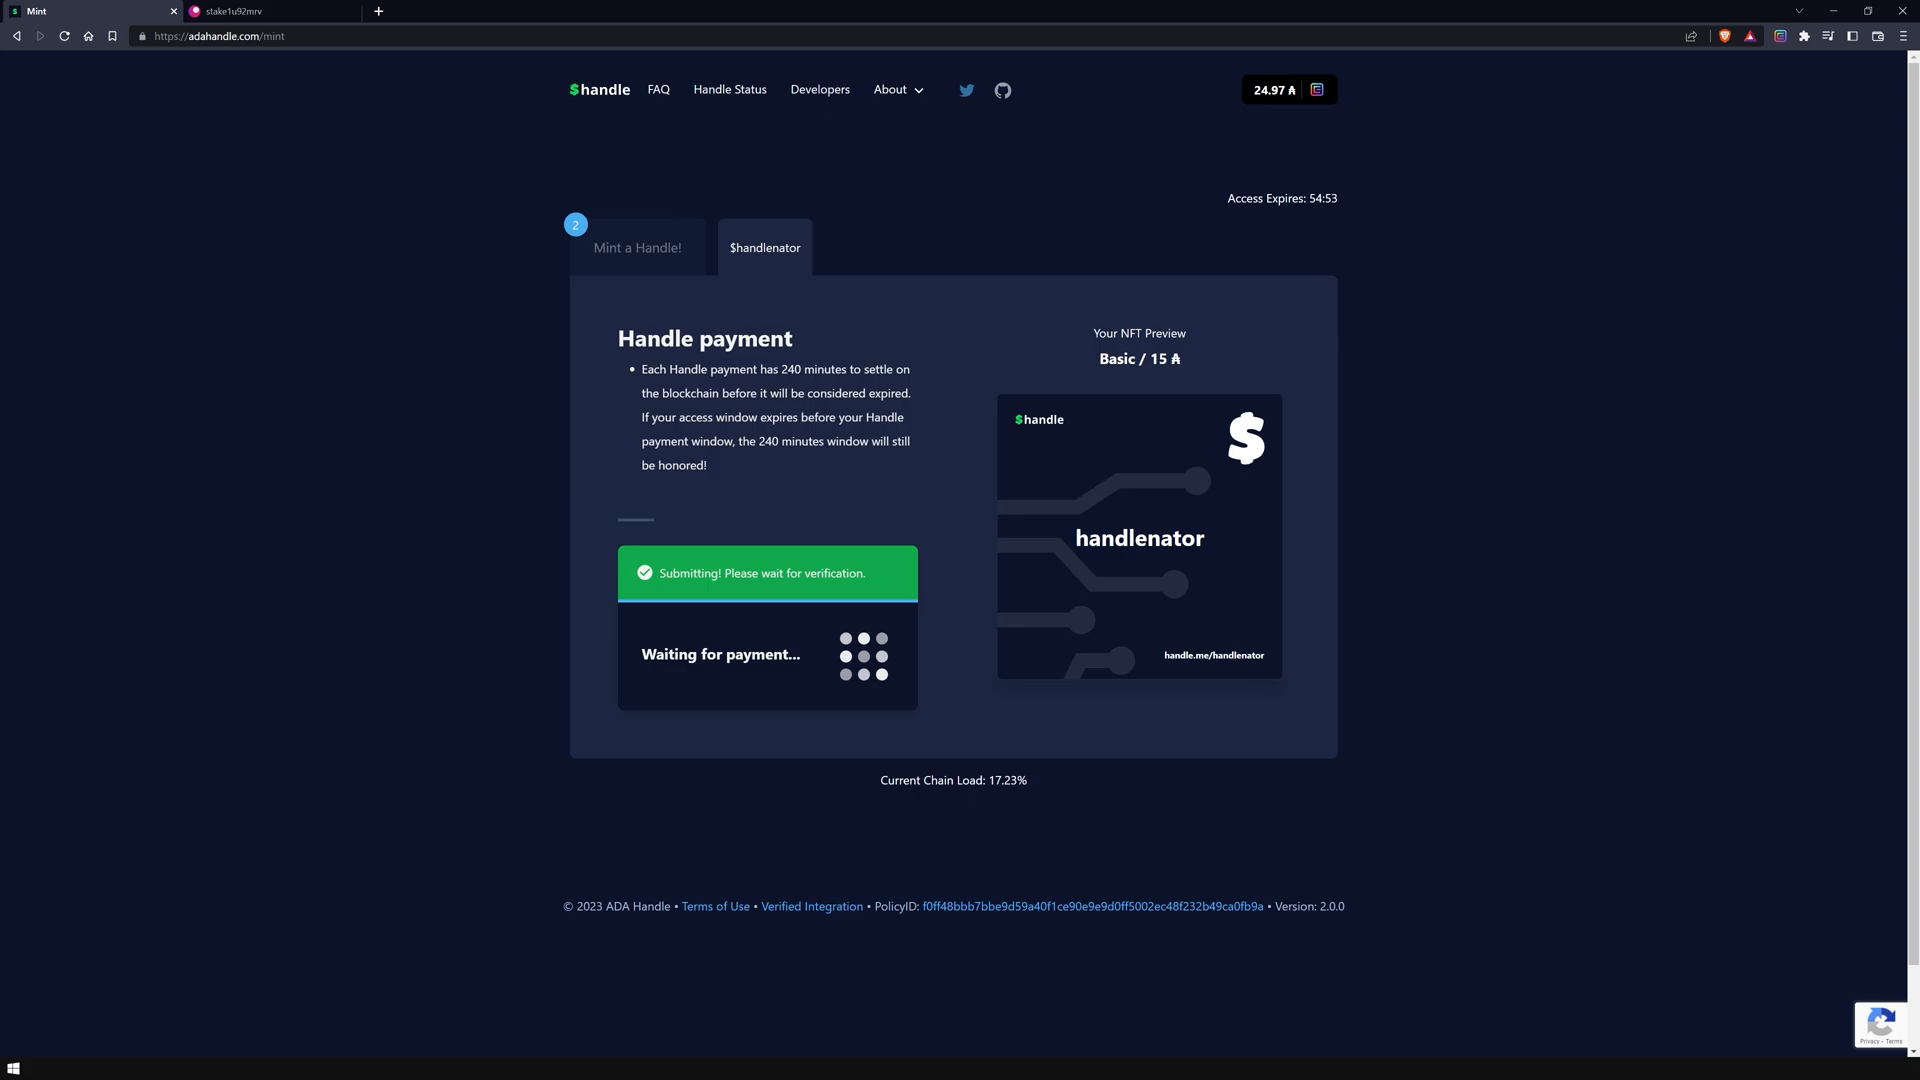 Mint
stake1u92mrv
https://adahandle.com/mint
$handle
FAQ
Handle Status
Developers
About
24.97 ₳
Access Expires: 54:53
2
Mint a Handle!
$handlenator
Handle payment
• Each Handle payment has 240 minutes to settle on
the blockchain before it will be considered expired.
If your access window expires before your Handle
payment window, the 240 minutes window will still
be honored!
Submitting! Please wait for verification.
Waiting for payment...
Your NFT Preview
Basic / 15 ₳
$handle
$
handlenator
handle.me/handlenator
Current Chain Load: 17.23%
© 2023 ADA Handle • Terms of Use • Verified Integration • PolicyID: f0ff48bbb7bbe9d59a40f1ce90e9e9d0ff5002ec48f232b49ca0fb9a • Version: 2.0.0
Privacy - Terms